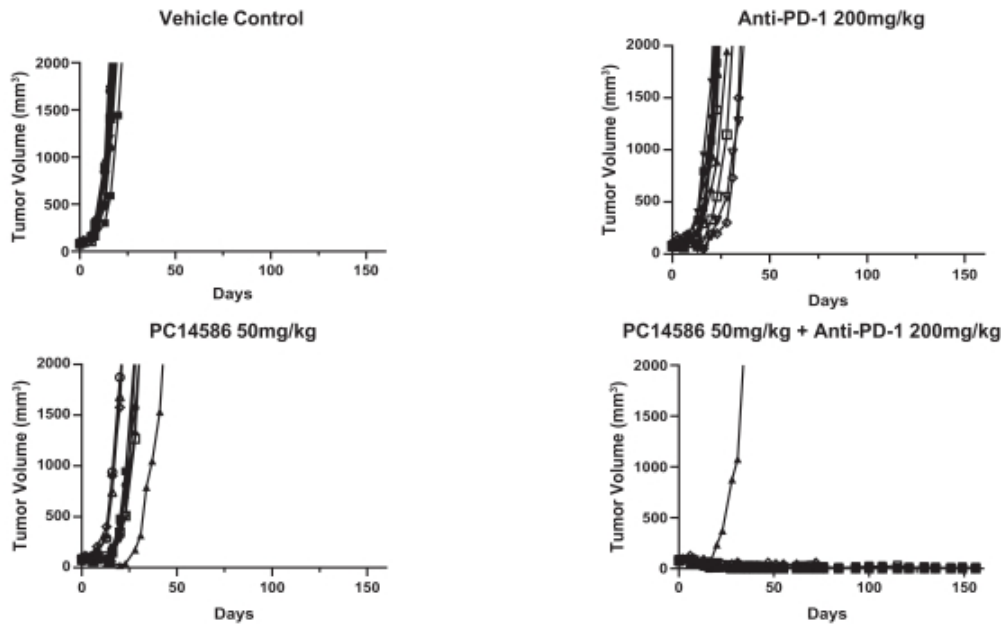 Vehicle Control
2000
1500
1000
500
0
Tumor Volume (mm³)
0 50 100 150
Days
Anti-PD-1 200mg/kg
2000
1500
1000
500
0
Tumor Volume (mm³)
0 50 100 150
Days
PC14586 50mg/kg
2000
1500
1000
500
0
Tumor Volume (mm³)
0 50 100 150
Days
PC14586 50mg/kg + Anti-PD-1 200mg/kg
2000
1500
1000
500
0
Tumor Volume (mm³)
0 50 100 150
Days